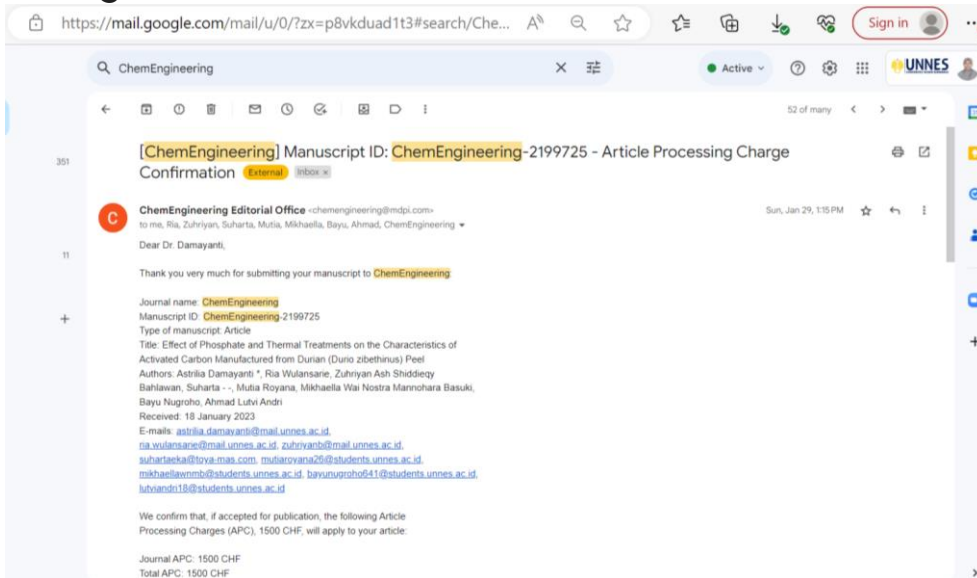 https://mail.google.com/mail/u/0/?zx=p8vkduad1t3#search/Che...
Sign in
ChemEngineering
Active
UNNES
52 of many
351
[ChemEngineering] Manuscript ID: ChemEngineering-2199725 - Article Processing Charge
Confirmation External Inbox x
C
ChemEngineering Editorial Office <chemengineering@mdpi.com>
Sun, Jan 29, 1:15 PM
to me, Ria, Zuhriyan, Suharta, Mutia, Mikhaella, Bayu, Ahmad, ChemEngineering
Dear Dr. Damayanti,
11
Thank you very much for submitting your manuscript to ChemEngineering
Journal name: ChemEngineering
Manuscript ID: ChemEngineering-2199725
Type of manuscript: Article
Title: Effect of Phosphate and Thermal Treatments on the Characteristics of
Activated Carbon Manufactured from Durian (Durio zibethinus) Peel
Authors: Astrilia Damayanti *, Ria Wulansarie, Zuhriyan Ash Shiddieqy
Bahlawan, Suharta - -, Mutia Royana, Mikhaella Wai Nostra Mannohara Basuki,
Bayu Nugroho, Ahmad Lutvi Andri
Received: 18 January 2023
E-mails: astrilia.damayanti@mail.unnes.ac.id,
ria.wulansarie@mail.unnes.ac.id, zuhriyanb@mail.unnes.ac.id,
suhartaeka@toya-mas.com, mutiaroyana26@students.unnes.ac.id,
mikhaellawnmb@students.unnes.ac.id, bayunugroho641@students.unnes.ac.id,
lutviandri18@students.unnes.ac.id
We confirm that, if accepted for publication, the following Article
Processing Charges (APC), 1500 CHF, will apply to your article:
Journal APC: 1500 CHF
Total APC: 1500 CHF